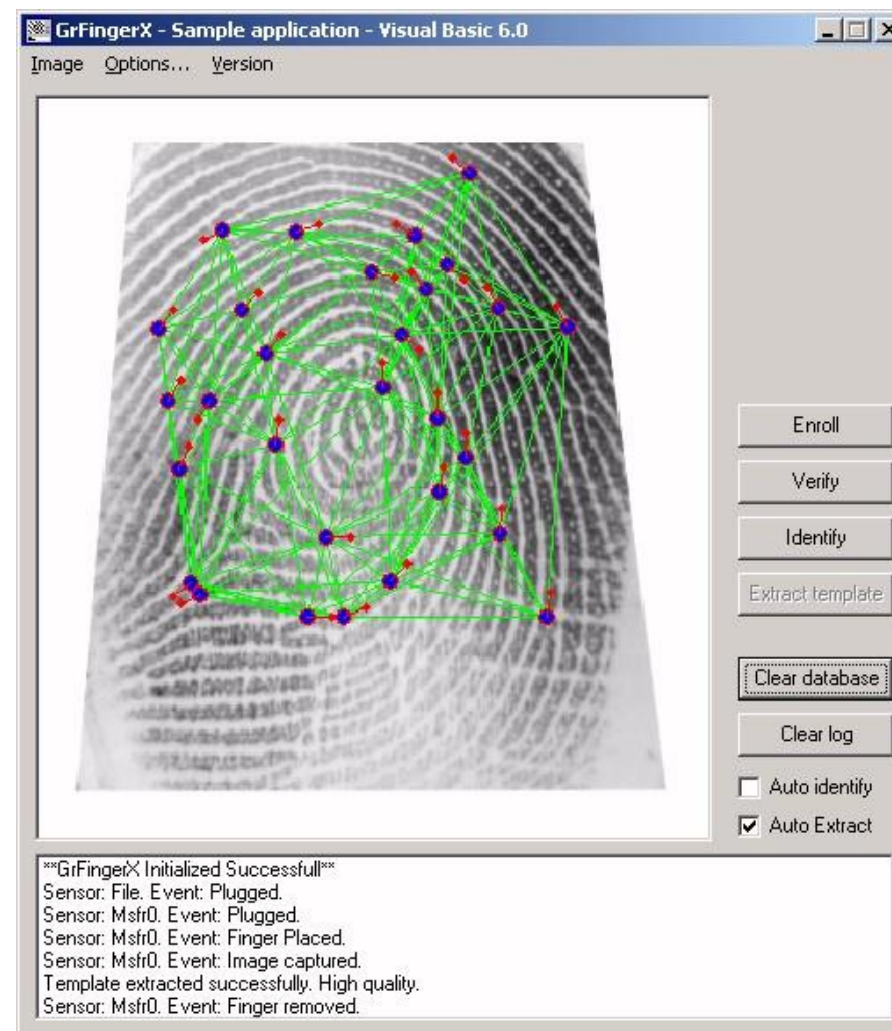 GrFingerX - Sample application - Visual Basic 6.0
Image Options... Version
Enroll
Verify
Identify
Extract template
Clear database
Clear log
Auto identify
Auto Extract
**GrFingerX Initialized Successfull**
Sensor: File. Event: Plugged.
Sensor: Msfr0. Event: Plugged.
Sensor: Msfr0. Event: Finger Placed.
Sensor: Msfr0. Event: Image captured.
Template extracted successfully. High quality.
Sensor: Msfr0. Event: Finger removed.